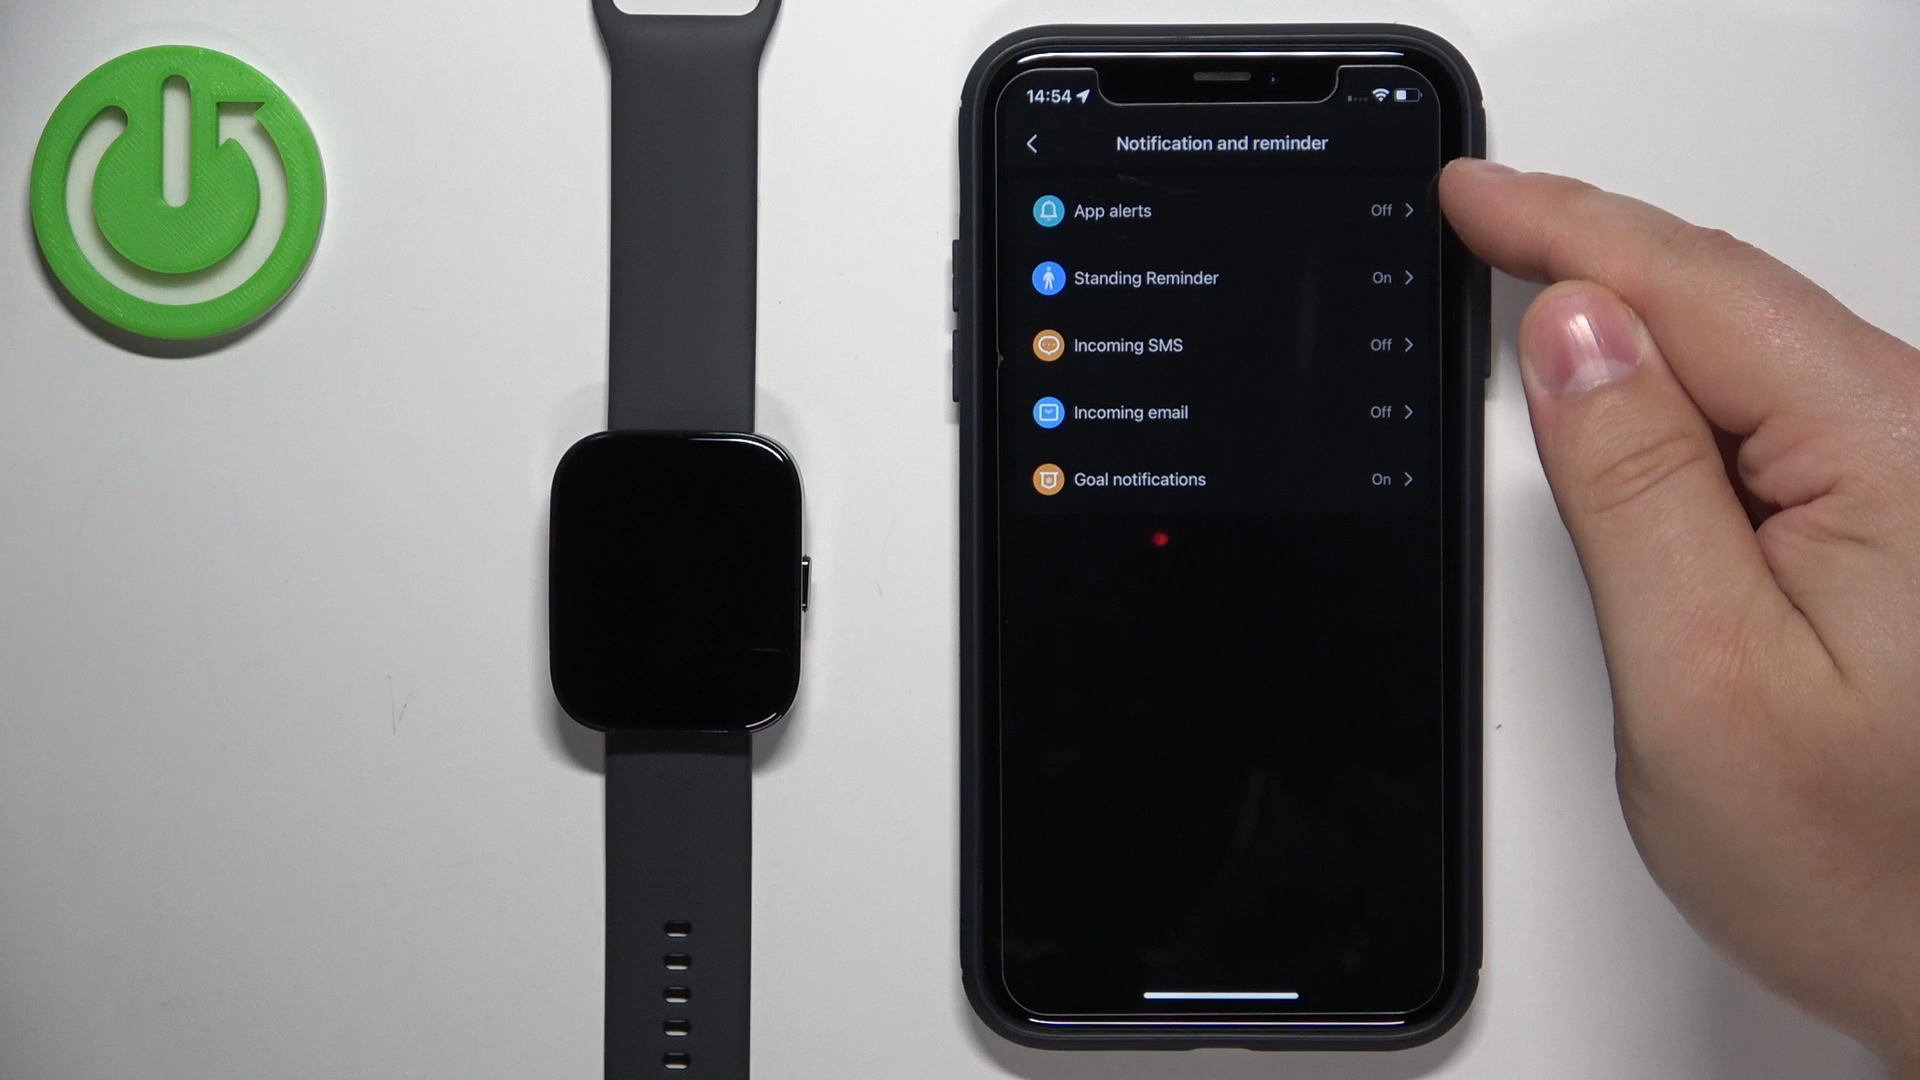 14:54
Notification and reminder
App alerts Off
Standing Reminder On
Incoming SMS Off
Incoming email Off
Goal notifications On